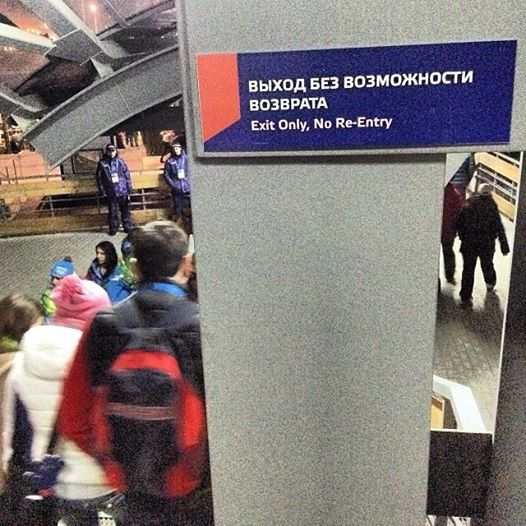 ВЫХОД БЕЗ ВОЗМОЖНОСТИ
ВОЗВРАТА
Exit Only, No Re-Entry